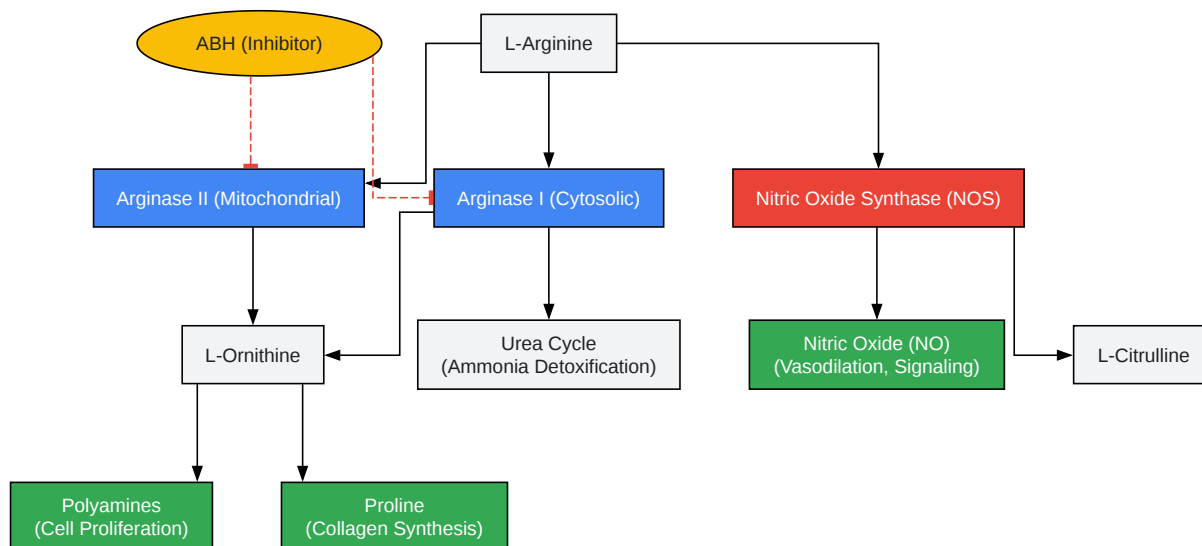 ABH (Inhibitor)
L-Arginine
Arginase II (Mitochondrial)
Arginase I (Cytosolic)
Nitric Oxide Synthase (NOS)
L-Ornithine
Urea Cycle
(Ammonia Detoxification)
Nitric Oxide (NO)
(Vasodilation, Signaling)
L-Citrulline
Polyamines
(Cell Proliferation)
Proline
(Collagen Synthesis)